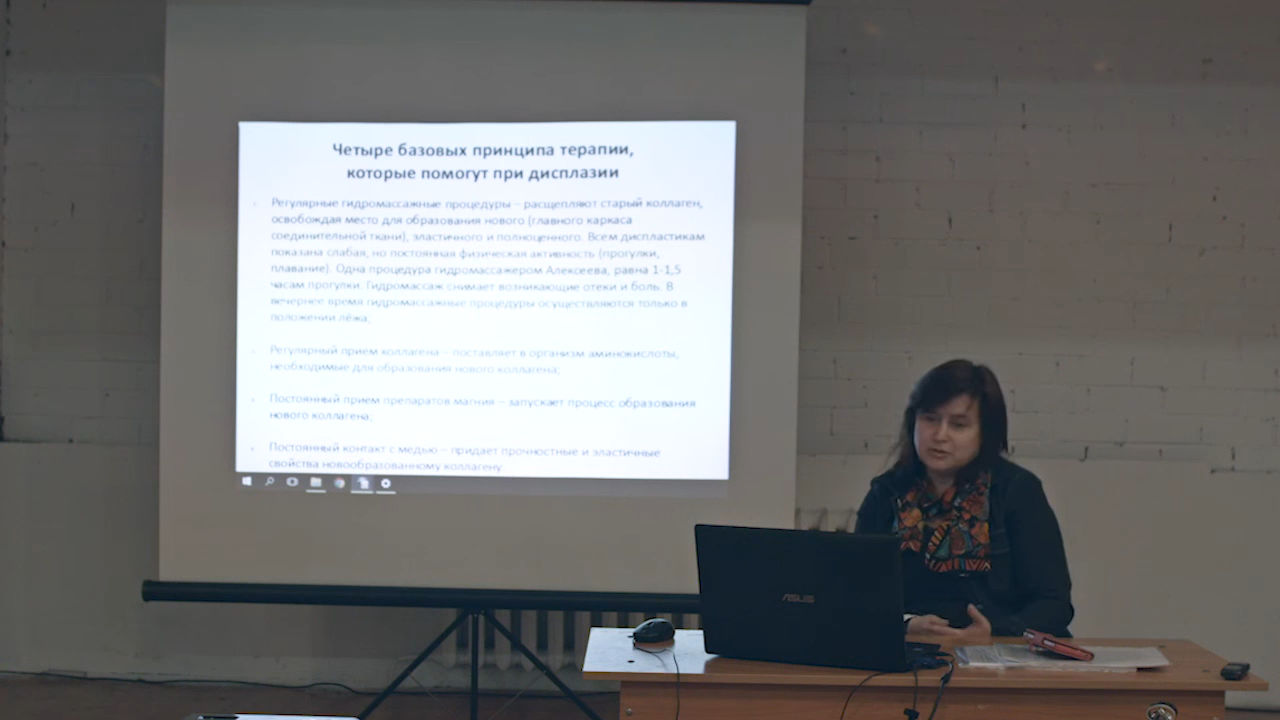 Четыре базовых принципа терапии,
которые помогут при дисплазии
Регулярные гидромассажные процедуры – расщепляют старый коллаген,
освобождая место для образования нового (главного каркаса
соединительной ткани), эластичного и полноценного. Всем диспластикам
показана слабая, но постоянная физическая активность (прогулки,
плавание). Одна процедура гидромассажером Алексеева, равна 1-1,5
часам прогулки. Гидромассаж снимает возникающие отеки и боль. В
вечернее время гидромассажные процедуры осуществляются только в
положении лёжа;
Регулярный прием коллагена – поставляет в организм аминокислоты,
необходимые для образования нового коллагена;
Постоянный прием препаратов магния – запускает процесс образования
нового коллагена;
Постоянный контакт с медью – придает прочностные и эластичные
свойства новообразованному коллагену
ASUS